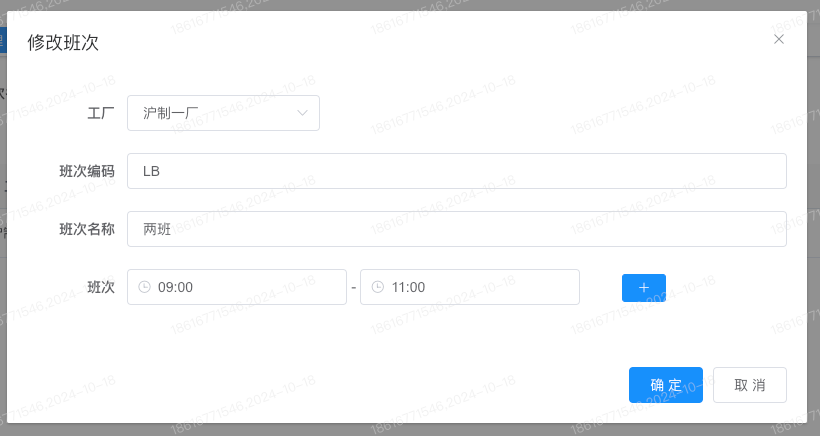 修改班次
工厂 沪制一厂
班次编码 LB
班次名称 两班
班次 09:00 - 11:00
确 定 取 消
18616771546,2024-10-18